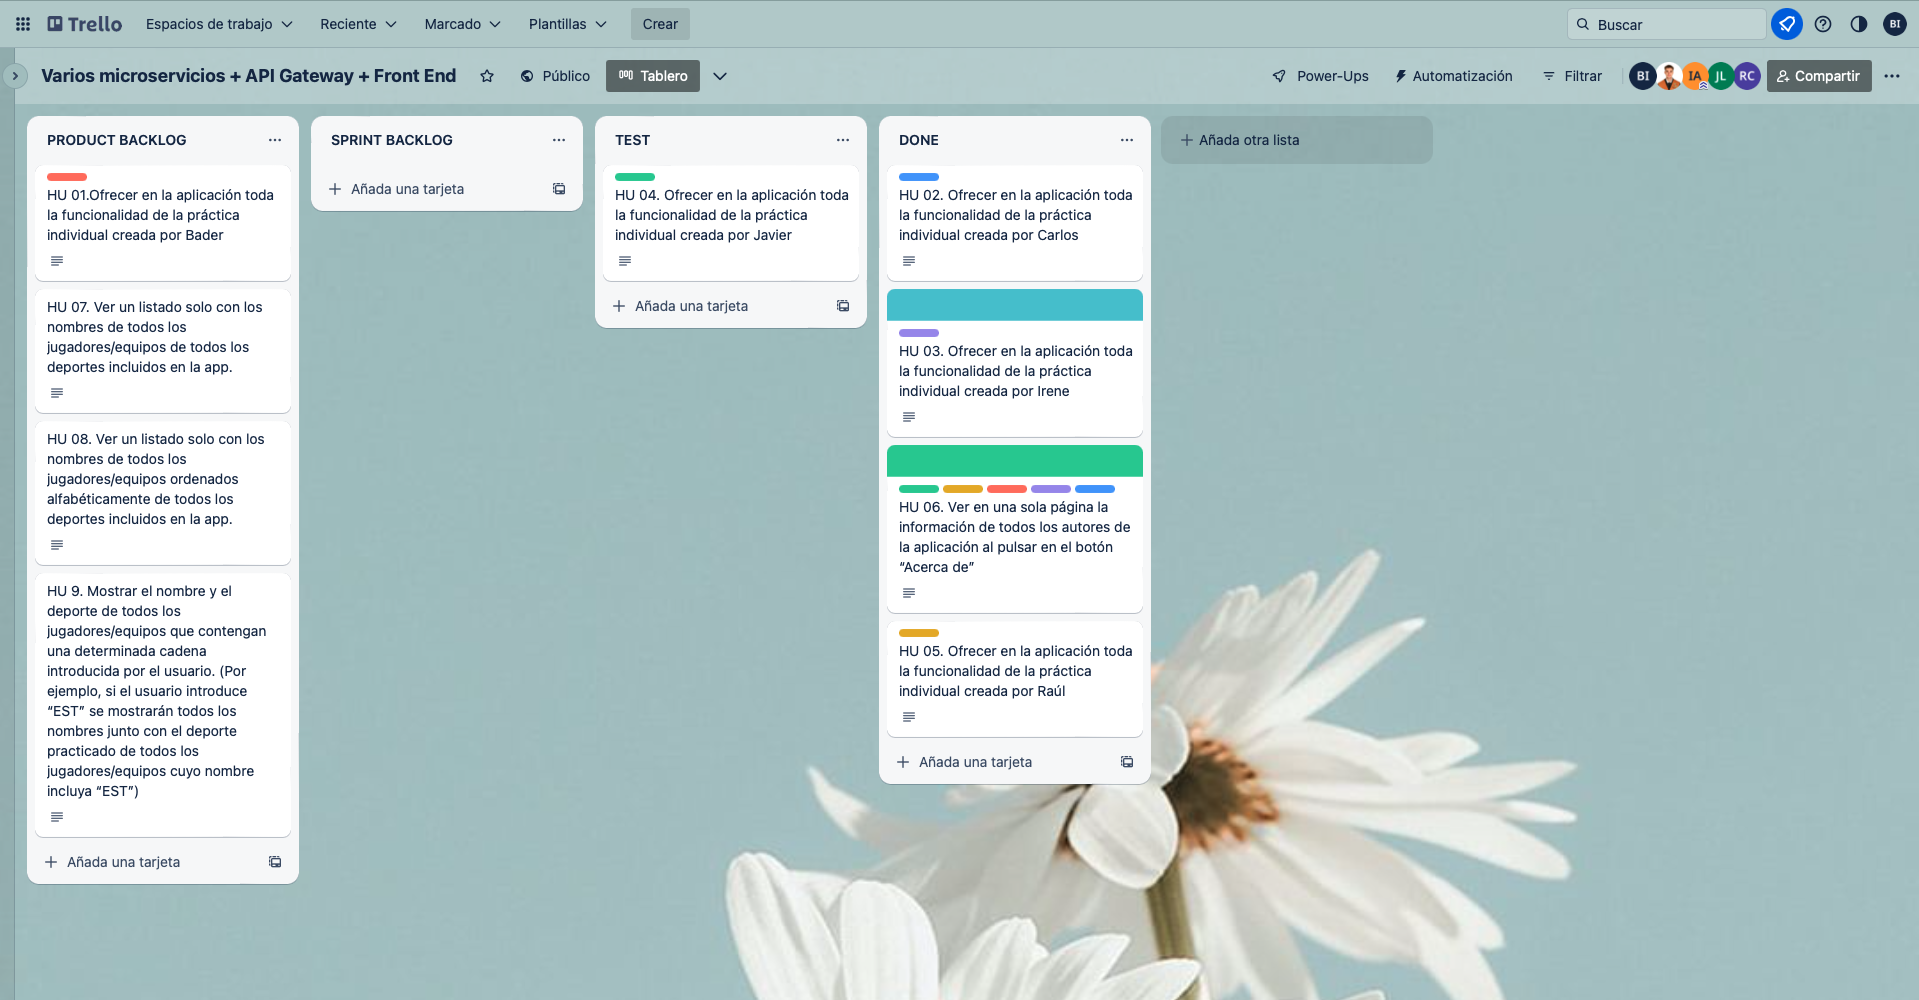 Trello
Espacios de trabajo
Reciente
Marcado
Plantillas
Crear
Buscar
BI
Varios microservicios + API Gateway + Front End
Público
Tablero
Power-Ups
Automatización
Filtrar
BI
IA
JL
RC
Compartir
PRODUCT BACKLOG
HU 01.Ofrecer en la aplicación toda
la funcionalidad de la práctica
individual creada por Bader
HU 07. Ver un listado solo con los
nombres de todos los
jugadores/equipos de todos los
deportes incluidos en la app.
HU 08. Ver un listado solo con los
nombres de todos los
jugadores/equipos ordenados
alfabéticamente de todos los
deportes incluidos en la app.
HU 9. Mostrar el nombre y el
deporte de todos los
jugadores/equipos que contengan
una determinada cadena
introducida por el usuario. (Por
ejemplo, si el usuario introduce
“EST” se mostrarán todos los
nombres junto con el deporte
practicado de todos los
jugadores/equipos cuyo nombre
incluya “EST”)
Añada una tarjeta
SPRINT BACKLOG
Añada una tarjeta
TEST
HU 04. Ofrecer en la aplicación toda
la funcionalidad de la práctica
individual creada por Javier
Añada una tarjeta
DONE
HU 02. Ofrecer en la aplicación toda
la funcionalidad de la práctica
individual creada por Carlos
HU 03. Ofrecer en la aplicación toda
la funcionalidad de la práctica
individual creada por Irene
HU 06. Ver en una sola página la
información de todos los autores de
la aplicación al pulsar en el botón
“Acerca de”
HU 05. Ofrecer en la aplicación toda
la funcionalidad de la práctica
individual creada por Raúl
Añada una tarjeta
Añada otra lista